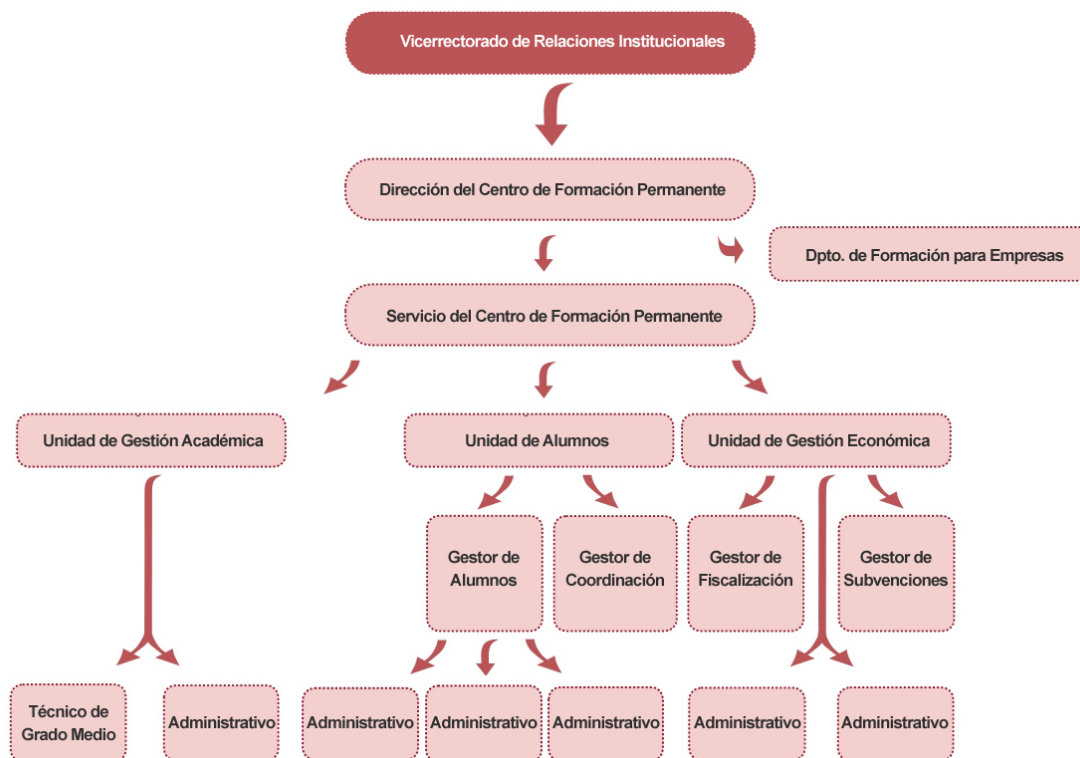 Vicerrectorado de Relaciones Institucionales
Dirección del Centro de Formación Permanente
Dpto. de Formación para Empresas
Servicio del Centro de Formación Permanente
Unidad de Gestión Académica
Unidad de Alumnos
Unidad de Gestión Económica
Gestor de
Alumnos
Gestor de
Coordinación
Gestor de
Fiscalización
Gestor de
Subvenciones
Técnico de
Grado Medio
Administrativo
Administrativo
Administrativo
Administrativo
Administrativo
Administrativo